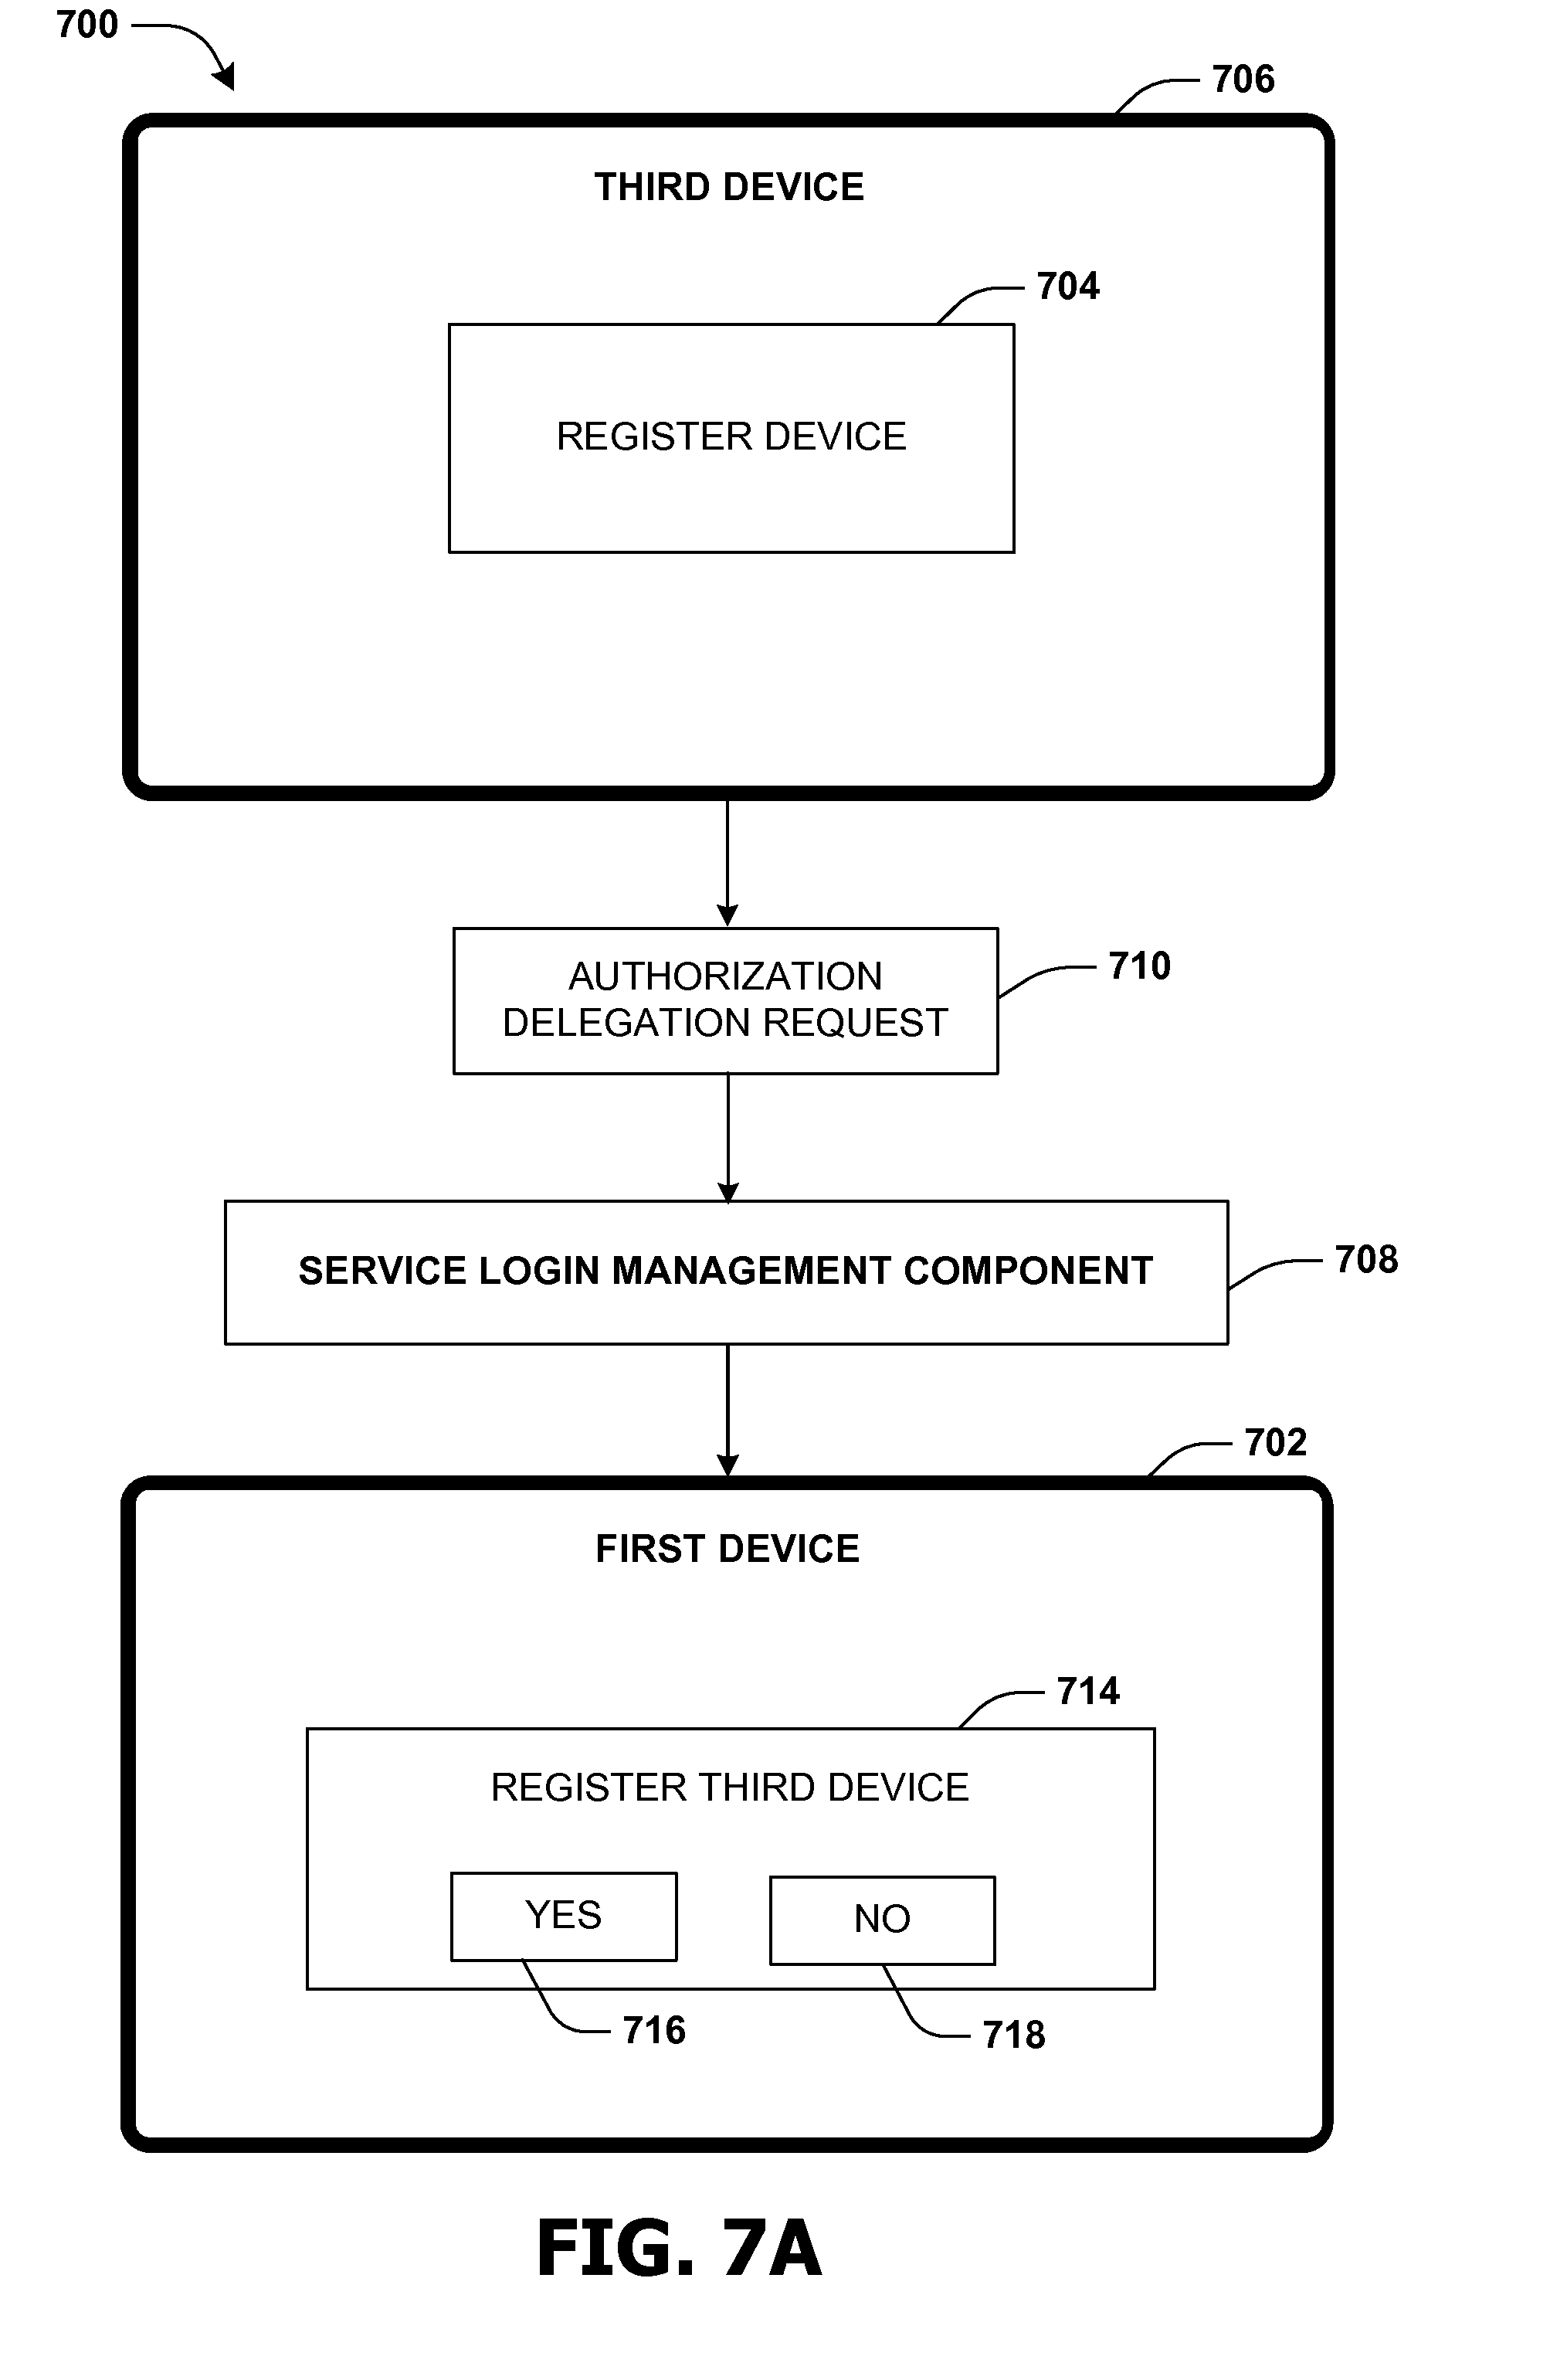 700
706
THIRD DEVICE
704
REGISTER DEVICE
AUTHORIZATION
DELEGATION REQUEST
710
SERVICE LOGIN MANAGEMENT COMPONENT
708
702
FIRST DEVICE
714
REGISTER THIRD DEVICE
YES
NO
716
718
FIG. 7A